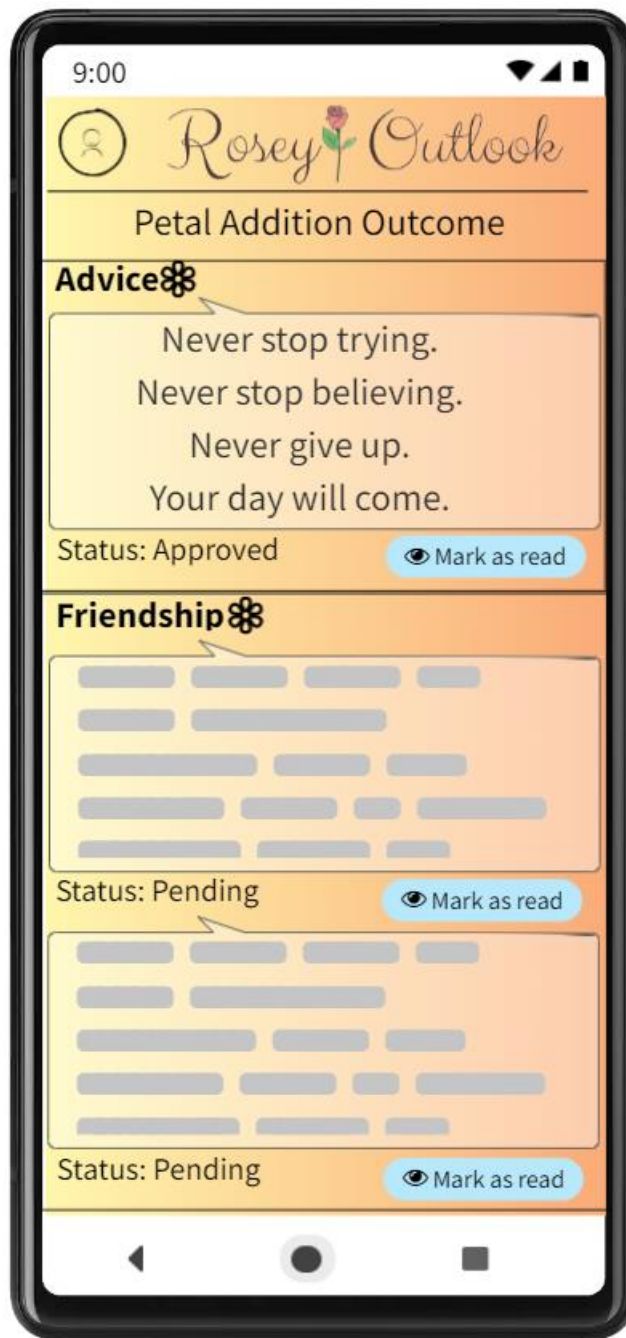 9:00
Rosey Outlook
Petal Addition Outcome
Advice
Never stop trying.
Never stop believing.
Never give up.
Your day will come.
Status: Approved
Mark as read
Friendship
Status: Pending
Mark as read
Status: Pending
Mark as read